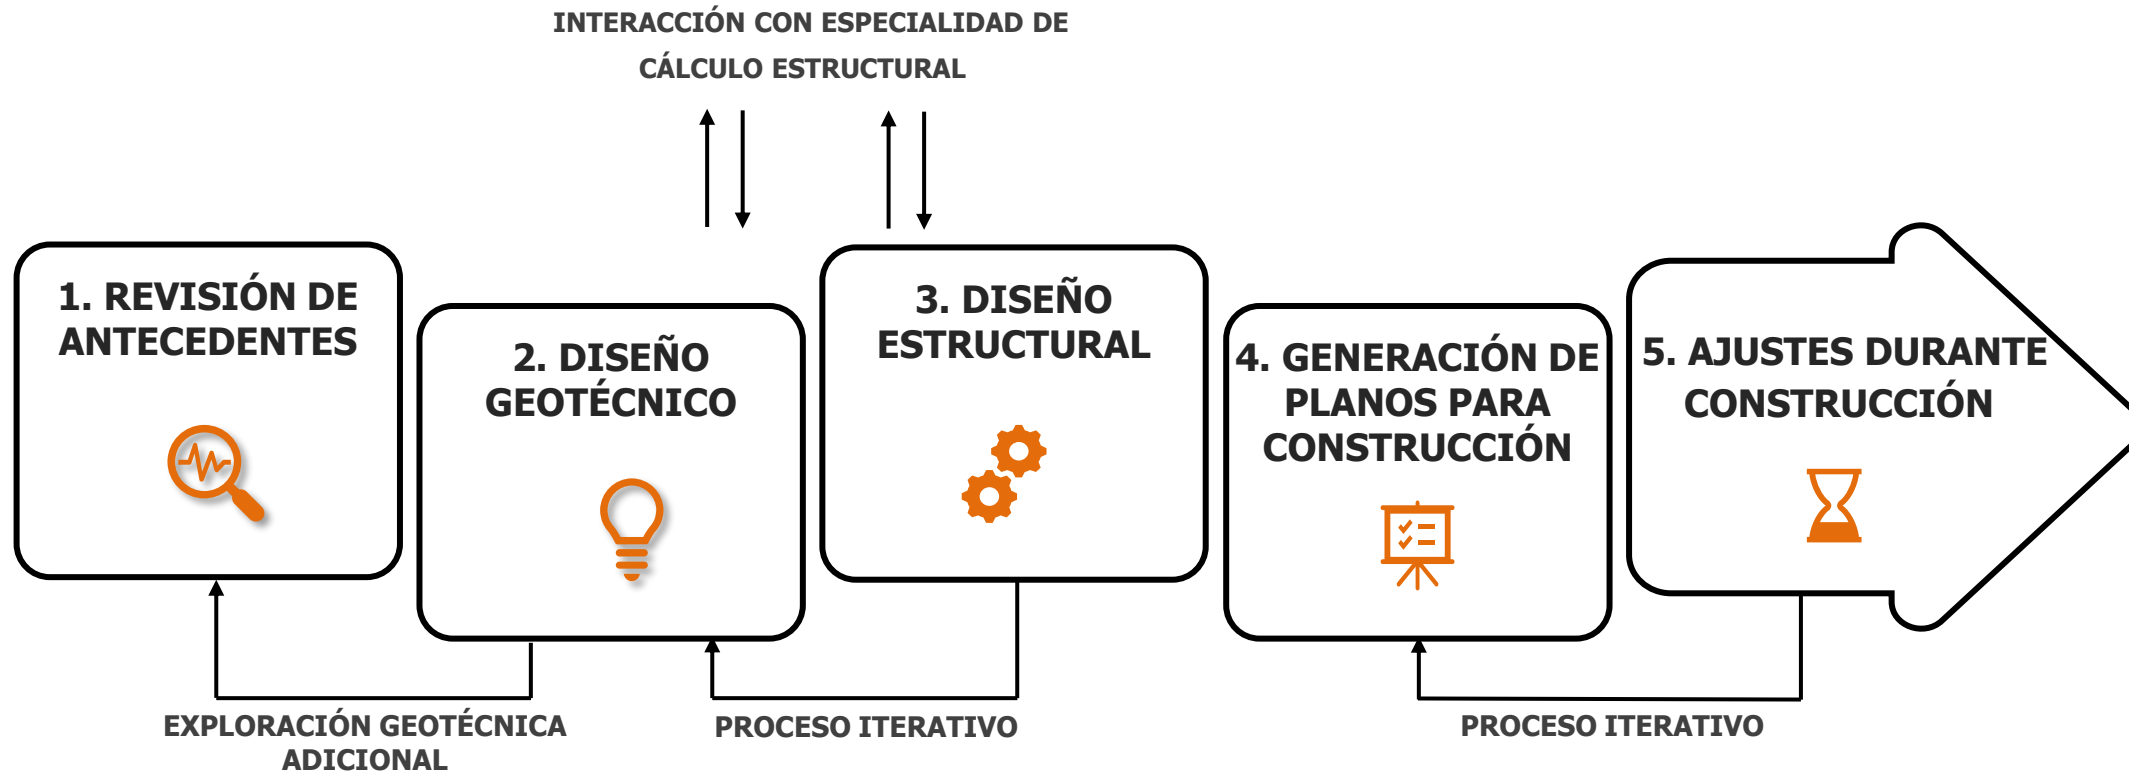 INTERACCIÓN CON ESPECIALIDAD DE
CÁLCULO ESTRUCTURAL
1. REVISIÓN DE
ANTECEDENTES
2. DISEÑO
GEOTÉCNICO
3. DISEÑO
ESTRUCTURAL
4. GENERACIÓN DE
PLANOS PARA
CONSTRUCCIÓN
5. AJUSTES DURANTE
CONSTRUCCIÓN
EXPLORACIÓN GEOTÉCNICA
ADICIONAL
PROCESO ITERATIVO
PROCESO ITERATIVO